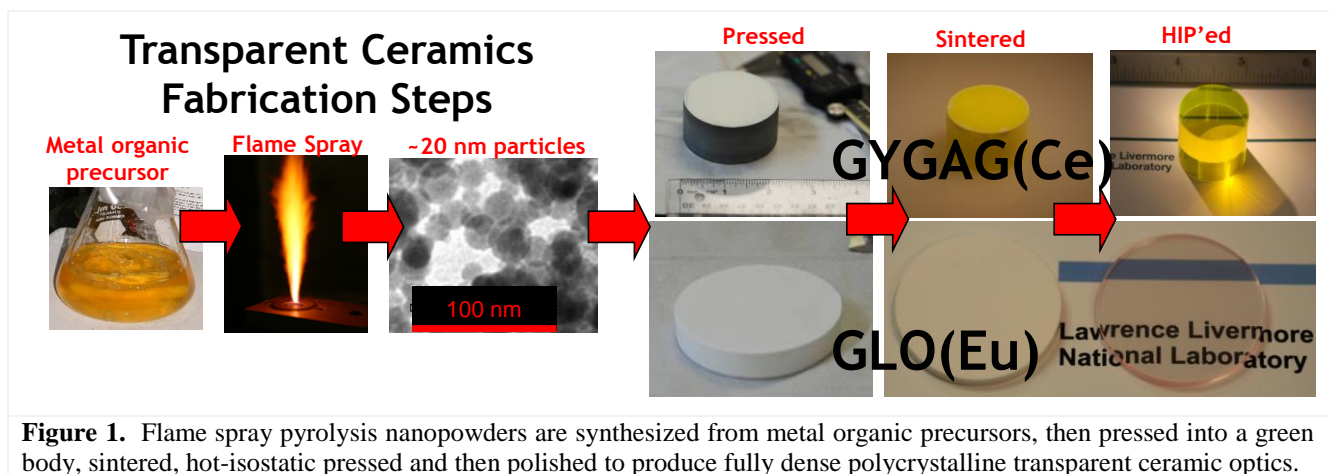 Transparent Ceramics
Fabrication Steps
Metal organic
precursor
Flame Spray
~20 nm particles
100 nm
Pressed
Sintered
HIP'ed
GYGAG(Ce)
e Livermore
Laboratory
GLO(Eu)
Lawrence Livermore
National Laboratory
Figure 1. Flame spray pyrolysis nanopowders are synthesized from metal organic precursors, then pressed into a green
body, sintered, hot-isostatic pressed and then polished to produce fully dense polycrystalline transparent ceramic optics.